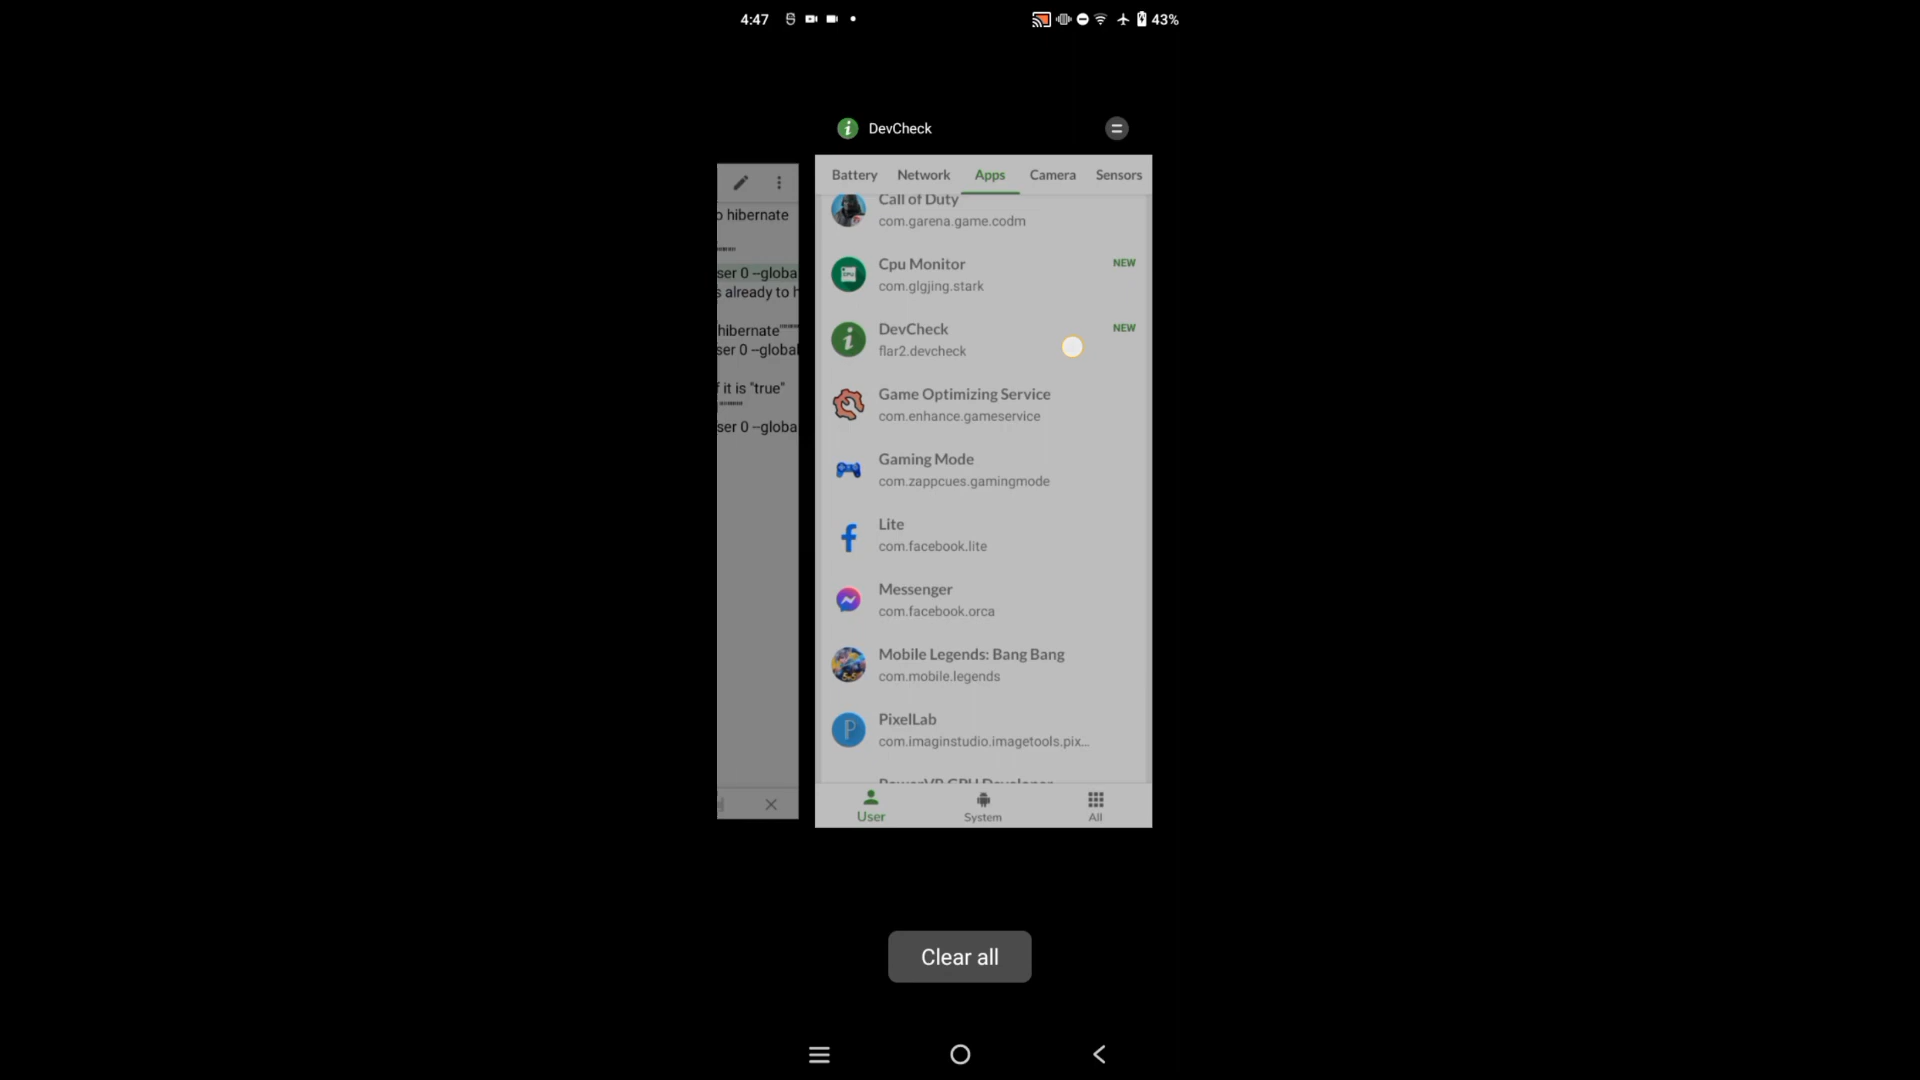 4:47
43%
DevCheck
Battery Network Apps Camera Sensors
o hibernate
"""""""
ser 0 --globa
s already to h
hibernate"""""""
ser 0 --global
f it is "true"
ser 0 --globa
Call of Duty
com.garena.game.codm
Cpu Monitor
NEW
com.glgjing.stark
DevCheck
NEW
flar2.devcheck
Game Optimizing Service
com.enhance.gameservice
Gaming Mode
com.zappcues.gamingmode
Lite
com.facebook.lite
Messenger
com.facebook.orca
Mobile Legends: Bang Bang
com.mobile.legends
PixelLab
com.imaginstudio.imagetools.pix...
PowerVR GPU Developer
User System All
Clear all